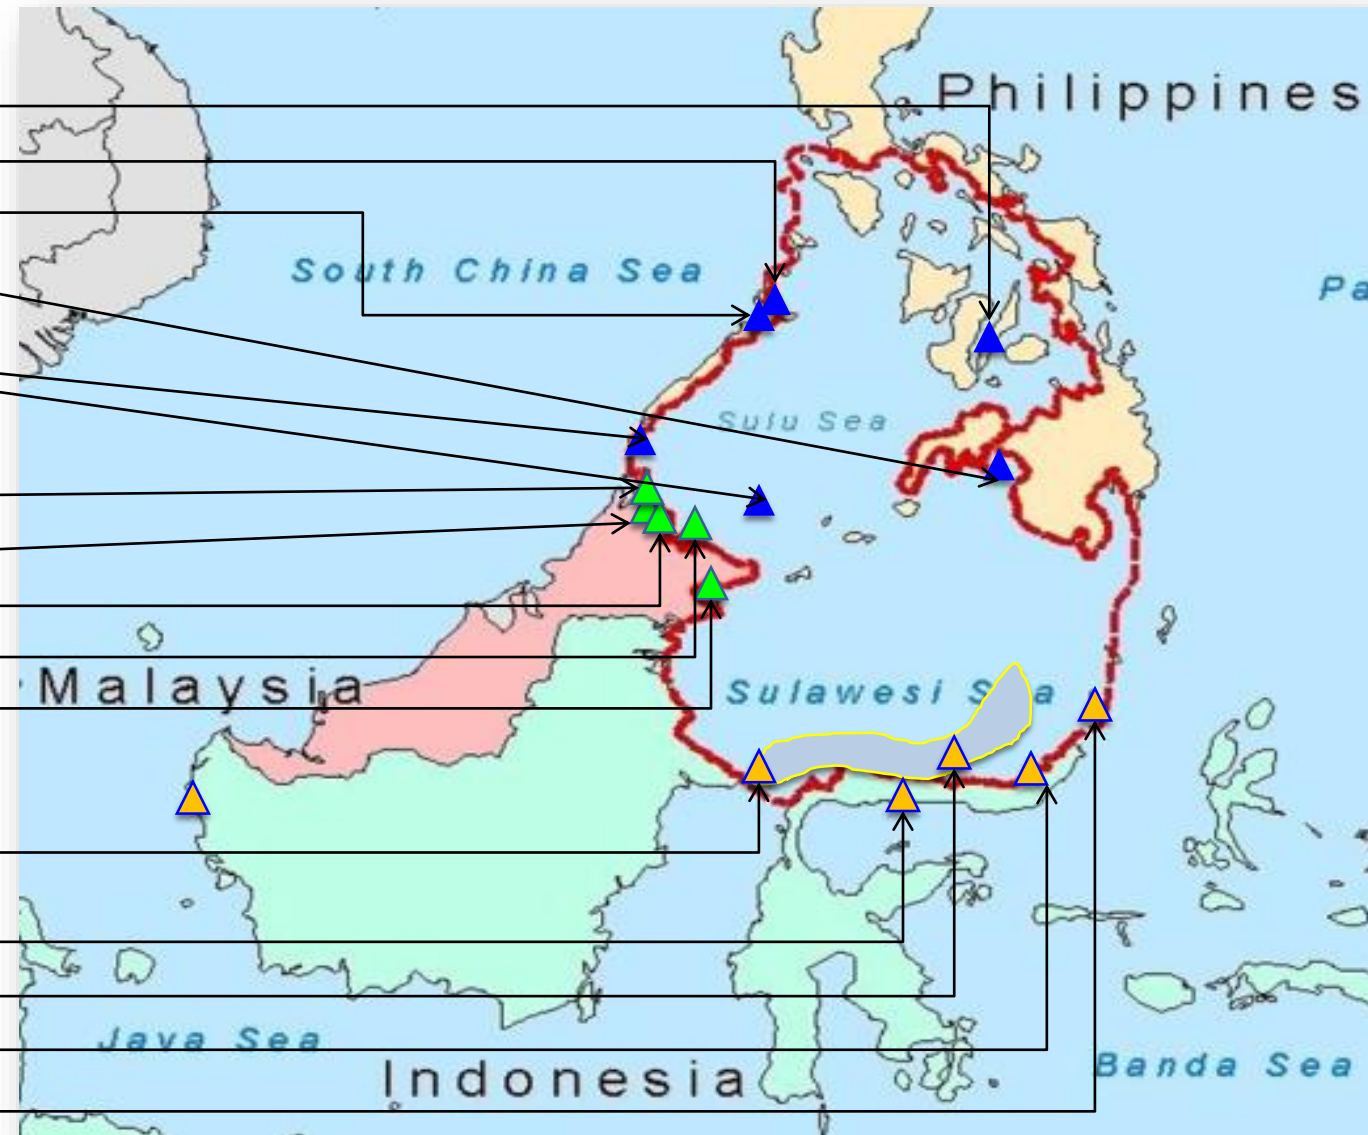 Philippines
South China Sea
Pa
Sulu Sea
Malaysia
Sulawesi Sea
Java Sea
Indonesia
Banda Sea